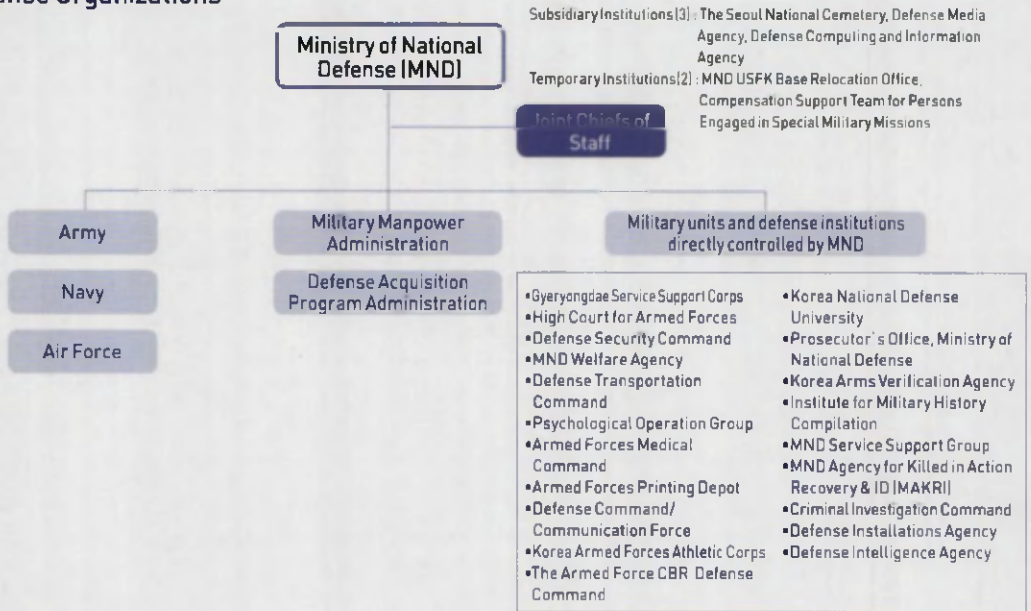 Organizations
Ministry of National
Defense (MND)
Subsidiary Institutions(3) : The Seoul National Cemetery, Defense Media
Agency, Defense Computing and Information
Agency
Temporary Institutions(2) : MND USFK Base Relocation Office,
Compensation Support Team for Persons
Engaged in Special Military Missions
Joint Chiefs of
Staff
Army
Navy
Air Force
Military Manpower
Administration
Defense Acquisition
Program Administration
Military units and defense institutions
directly controlled by MND
▪Gyeryongdae Service Support Corps
▪High Court for Armed Forces
▪Defense Security Command
▪MND Welfare Agency
▪Defense Transportation
Command
▪Psychological Operation Group
▪Armed Forces Medical
Command
▪Armed Forces Printing Depot
▪Defense Command/
Communication Force
▪Korea Armed Forces Athletic Corps
▪The Armed Force CBR Defense
Command
▪Korea National Defense
University
▪Prosecutor's Office, Ministry of
National Defense
▪Korea Arms Verification Agency
▪Institute for Military History
Compilation
▪MND Service Support Group
▪MND Agency for Killed in Action
Recovery & ID (MAKRI)
▪Criminal Investigation Command
▪Defense Installations Agency
▪Defense Intelligence Agency